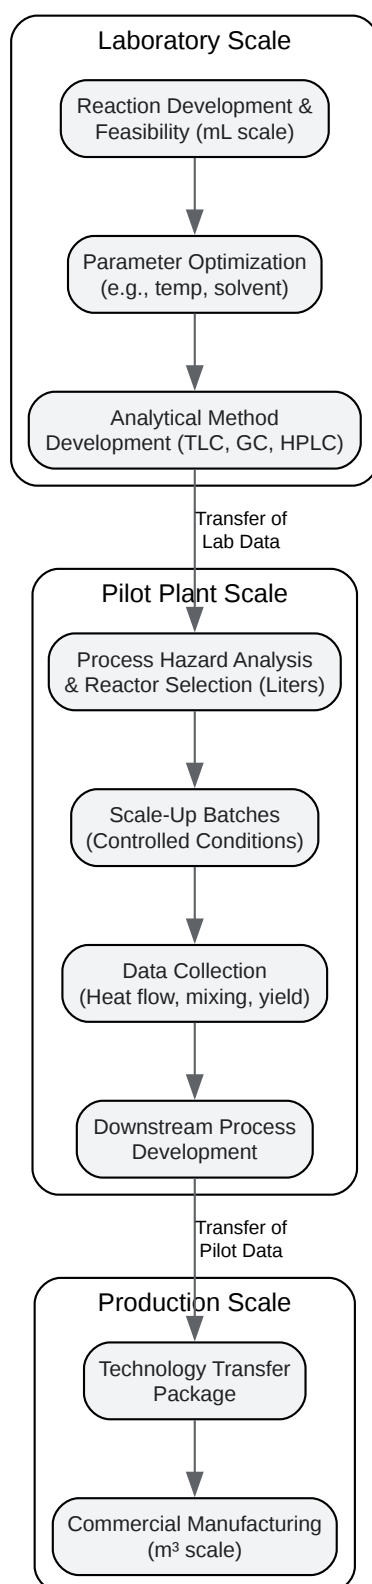 Laboratory Scale
Reaction Development &
Feasibility (mL scale)
Parameter Optimization
(e.g., temp, solvent)
Analytical Method
Development (TLC, GC, HPLC)
Transfer of
Lab Data
Pilot Plant Scale
Process Hazard Analysis
& Reactor Selection (Liters)
Scale-Up Batches
(Controlled Conditions)
Data Collection
(Heat flow, mixing, yield)
Downstream Process
Development
Transfer of
Pilot Data
Production Scale
Technology Transfer
Package
Commercial Manufacturing
(m³ scale)